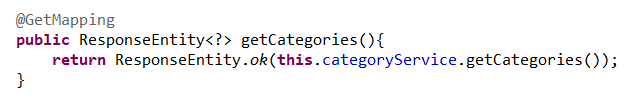 @GetMapping
public ResponseEntity<?> getCategories(){
    return ResponseEntity.ok(this.categoryService.getCategories());
}